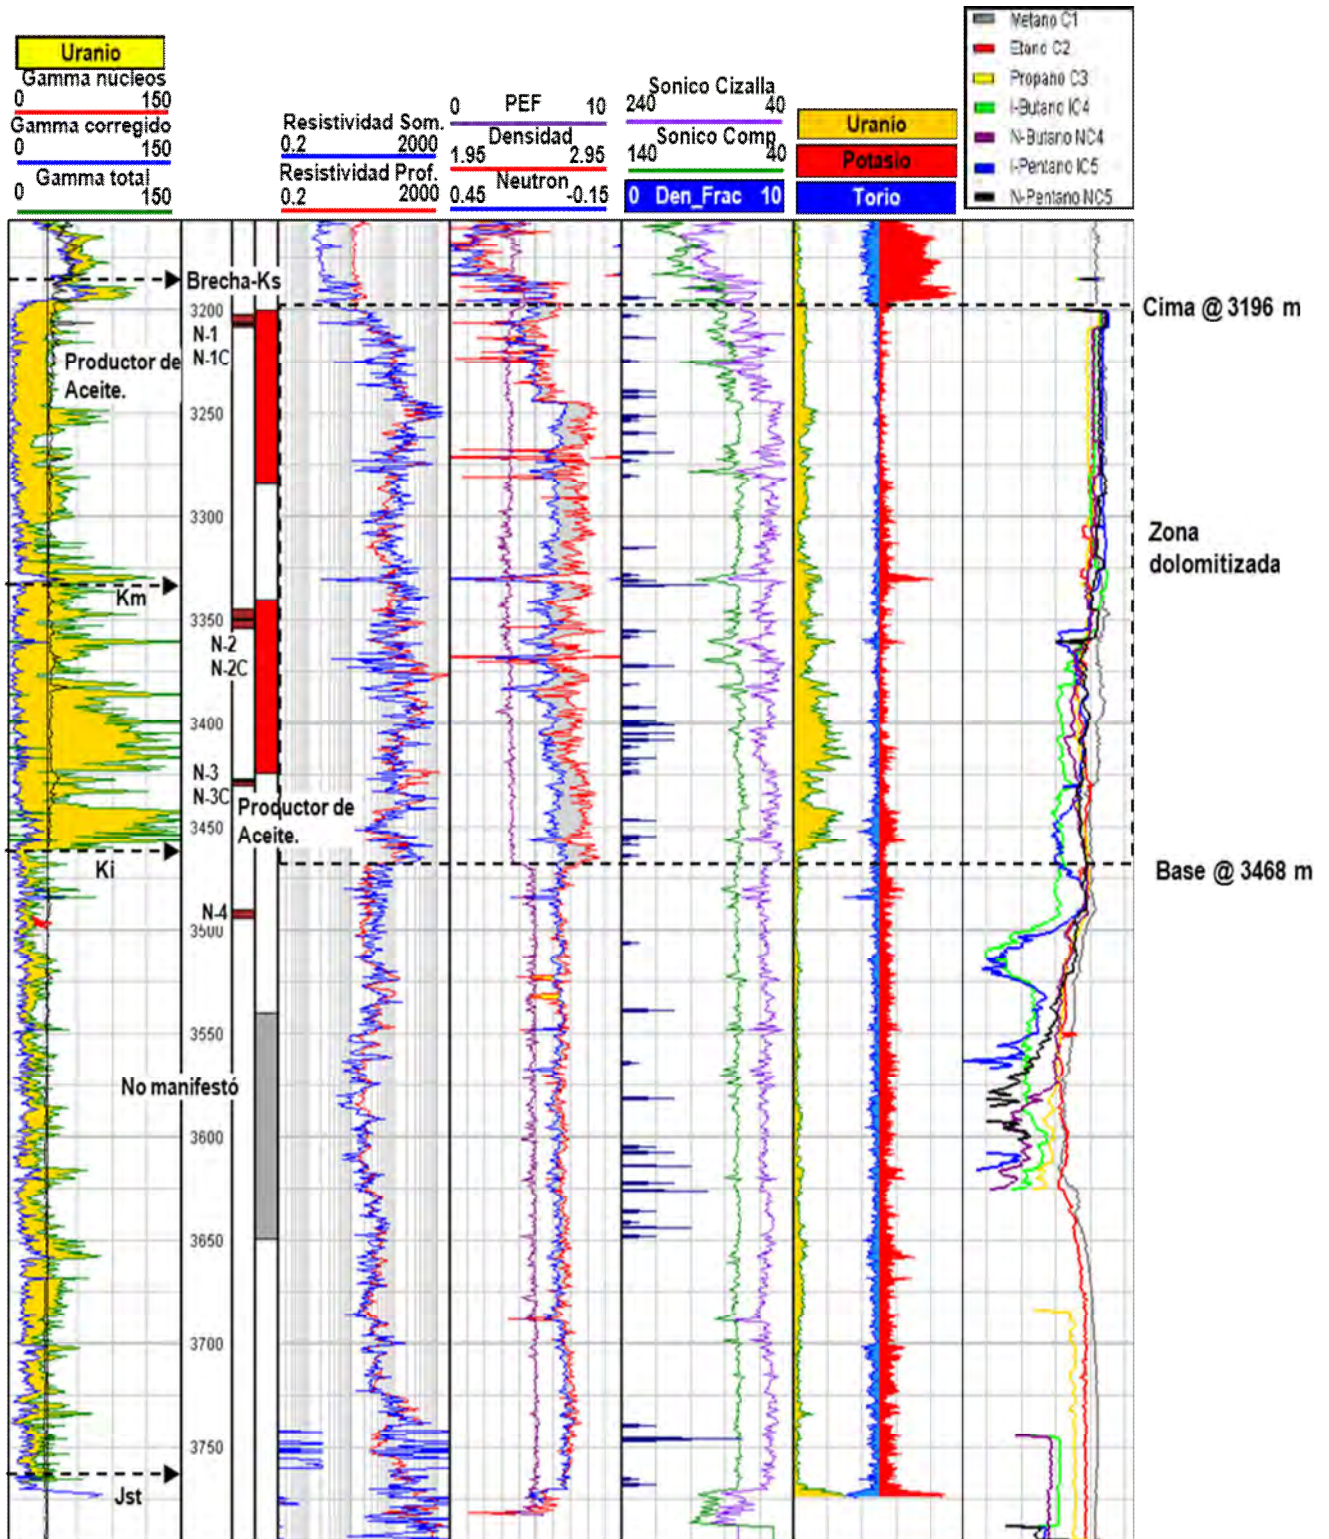 Uranio
Gamma nucleos
0 150
Gamma corregido
0 150
Gamma total
0 150
Resistividad Som.
0.2 2000
Resistividad Prof.
0.2 2000
0 PEF 10
Densidad
1.95 2.95
Neutron
0.45 -0.15
Sonico Cizalla
240 40
Sonico Comp
140 40
0 Den_Frac 10
Uranio
Potasio
Torio
Metano C1
Etano C2
Propano C3
I-Butano IC4
N-Butano NC4
I-Pentano IC5
N-Pentano NC5
Brecha-Ks
Cima @ 3196 m
3200
N-1
N-1C
Productor de
Aceite.
3250
3300
Zona
dolomitizada
Km
3350
N-2
N-2C
3400
N-3
N-3C
Productor de
Aceite.
3450
Ki
Base @ 3468 m
N-4
3500
3550
No manifestó
3600
3650
3700
3750
Jst